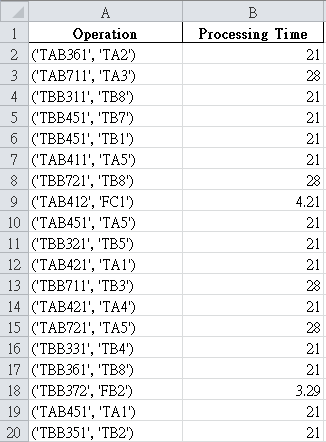 A B
1 Operation Processing Time
2 ('TAB361', 'TA2') 21
3 ('TAB711', 'TA3') 28
4 ('TBB311', 'TB8') 21
5 ('TBB451', 'TB7') 21
6 ('TBB451', 'TB1') 21
7 ('TAB411', 'TA5') 21
8 ('TBB721', 'TB8') 28
9 ('TAB412', 'FC1') 4.21
10 ('TAB451', 'TA5') 21
11 ('TBB321', 'TB5') 21
12 ('TAB421', 'TA1') 21
13 ('TBB711', 'TB3') 28
14 ('TAB421', 'TA4') 21
15 ('TAB721', 'TA5') 28
16 ('TBB331', 'TB4') 21
17 ('TBB361', 'TB8') 21
18 ('TBB372', 'FB2') 3.29
19 ('TAB451', 'TA1') 21
20 ('TBB351', 'TB2') 21